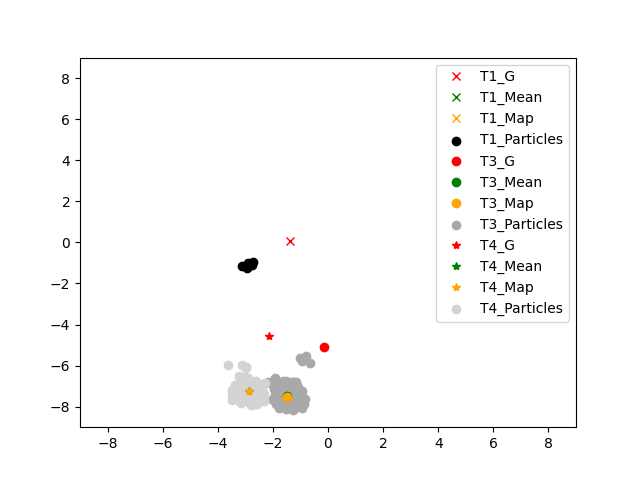 8
6
4
2
0
−2
−4
−6
−8
−8
−6
−4
−2
0
2
4
6
8
T1_G
T1_Mean
T1_Map
T1_Particles
T3_G
T3_Mean
T3_Map
T3_Particles
T4_G
T4_Mean
T4_Map
T4_Particles